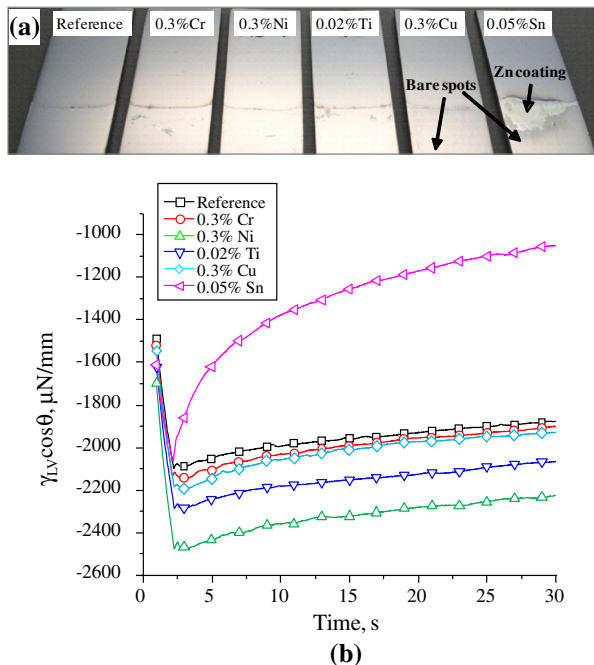 (a)
Reference 0.3%Cr 0.3%Ni 0.02%Ti 0.3%Cu 0.05%Sn
Zn coating
Bare spots
Reference
0.3% Cr
0.3% Ni
0.02% Ti
0.3% Cu
0.05% Sn
-1000
-1200
-1400
-1600
-1800
-2000
-2200
-2400
-2600
γLVcosθ, μN/mm
0 5 10 15 20 25 30
Time, s
(b)